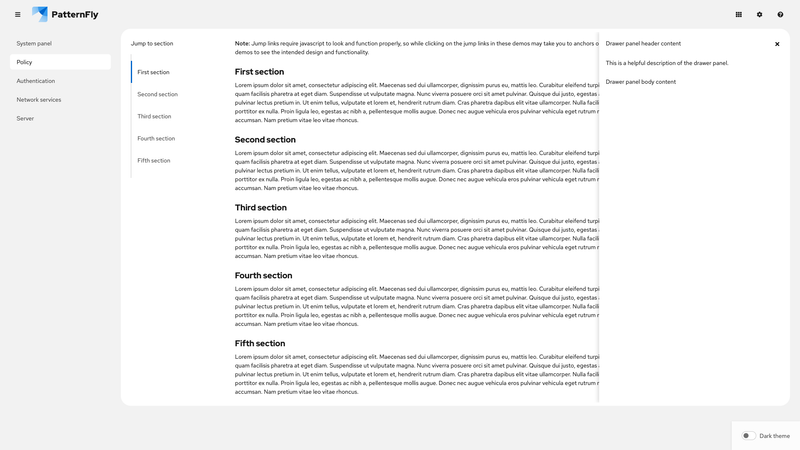 PatternFly
System panel
Policy
Authentication
Network services
Server
Jump to section
First section
Second section
Third section
Fourth section
Fifth section
Note: Jump links require javascript to look and function properly, so while clicking on the jump links in these demos may take you to anchors o
demos to see the intended design and functionality.
First section
Lorem ipsum dolor sit amet, consectetur adipiscing elit. Maecenas sed dui ullamcorper, dignissim purus eu, mattis leo. Curabitur eleifend turpi
quam facilisis pharetra at eget diam. Suspendisse ut vulputate magna. Nunc viverra posuere orci sit amet pulvinar. Quisque dui justo, egestas
pulvinar lectus pretium in. Ut enim tellus, vulputate et lorem et, hendrerit rutrum diam. Cras pharetra dapibus elit vitae ullamcorper. Nulla facili
porttitor ex nulla. Proin ligula leo, egestas ac nibh a, pellentesque mollis augue. Donec nec augue vehicula eros pulvinar vehicula eget rutrum
accumsan. Nam pretium vitae leo vitae rhoncus.
Second section
Lorem ipsum dolor sit amet, consectetur adipiscing elit. Maecenas sed dui ullamcorper, dignissim purus eu, mattis leo. Curabitur eleifend turpi
quam facilisis pharetra at eget diam. Suspendisse ut vulputate magna. Nunc viverra posuere orci sit amet pulvinar. Quisque dui justo, egestas
pulvinar lectus pretium in. Ut enim tellus, vulputate et lorem et, hendrerit rutrum diam. Cras pharetra dapibus elit vitae ullamcorper. Nulla facili
porttitor ex nulla. Proin ligula leo, egestas ac nibh a, pellentesque mollis augue. Donec nec augue vehicula eros pulvinar vehicula eget rutrum
accumsan. Nam pretium vitae leo vitae rhoncus.
Third section
Lorem ipsum dolor sit amet, consectetur adipiscing elit. Maecenas sed dui ullamcorper, dignissim purus eu, mattis leo. Curabitur eleifend turpi
quam facilisis pharetra at eget diam. Suspendisse ut vulputate magna. Nunc viverra posuere orci sit amet pulvinar. Quisque dui justo, egestas
pulvinar lectus pretium in. Ut enim tellus, vulputate et lorem et, hendrerit rutrum diam. Cras pharetra dapibus elit vitae ullamcorper. Nulla facili
porttitor ex nulla. Proin ligula leo, egestas ac nibh a, pellentesque mollis augue. Donec nec augue vehicula eros pulvinar vehicula eget rutrum
accumsan. Nam pretium vitae leo vitae rhoncus.
Fourth section
Lorem ipsum dolor sit amet, consectetur adipiscing elit. Maecenas sed dui ullamcorper, dignissim purus eu, mattis leo. Curabitur eleifend turpi
quam facilisis pharetra at eget diam. Suspendisse ut vulputate magna. Nunc viverra posuere orci sit amet pulvinar. Quisque dui justo, egestas
pulvinar lectus pretium in. Ut enim tellus, vulputate et lorem et, hendrerit rutrum diam. Cras pharetra dapibus elit vitae ullamcorper. Nulla facili
porttitor ex nulla. Proin ligula leo, egestas ac nibh a, pellentesque mollis augue. Donec nec augue vehicula eros pulvinar vehicula eget rutrum
accumsan. Nam pretium vitae leo vitae rhoncus.
Fifth section
Lorem ipsum dolor sit amet, consectetur adipiscing elit. Maecenas sed dui ullamcorper, dignissim purus eu, mattis leo. Curabitur eleifend turpi
quam facilisis pharetra at eget diam. Suspendisse ut vulputate magna. Nunc viverra posuere orci sit amet pulvinar. Quisque dui justo, egestas
pulvinar lectus pretium in. Ut enim tellus, vulputate et lorem et, hendrerit rutrum diam. Cras pharetra dapibus elit vitae ullamcorper. Nulla facili
porttitor ex nulla. Proin ligula leo, egestas ac nibh a, pellentesque mollis augue. Donec nec augue vehicula eros pulvinar vehicula eget rutrum
accumsan. Nam pretium vitae leo vitae rhoncus.
Drawer panel header content
This is a helpful description of the drawer panel.
Drawer panel body content
Dark theme